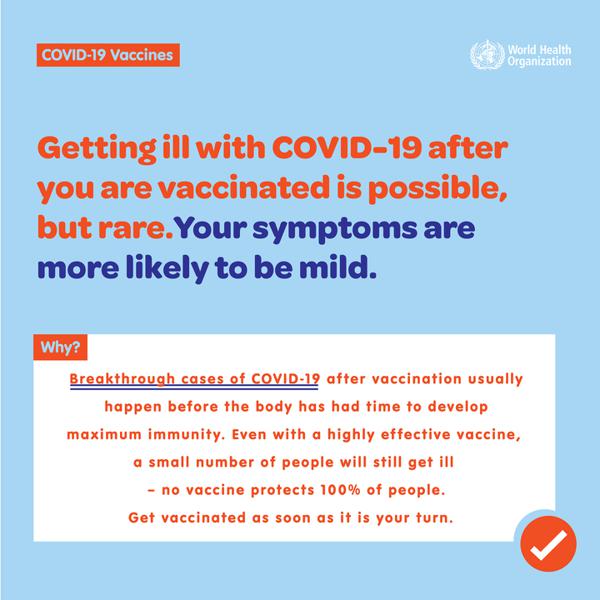 COVID-19 Vaccines
World Health
Organization
Getting ill with COVID-19 after
you are vaccinated is possible,
but rare.Your symptoms are
more likely to be mild.
Why?
Breakthrough cases of COVID-19 after vaccination usually
happen before the body has had time to develop
maximum immunity. Even with a highly effective vaccine,
a small number of people will still get ill
– no vaccine protects 100% of people.
Get vaccinated as soon as it is your turn.